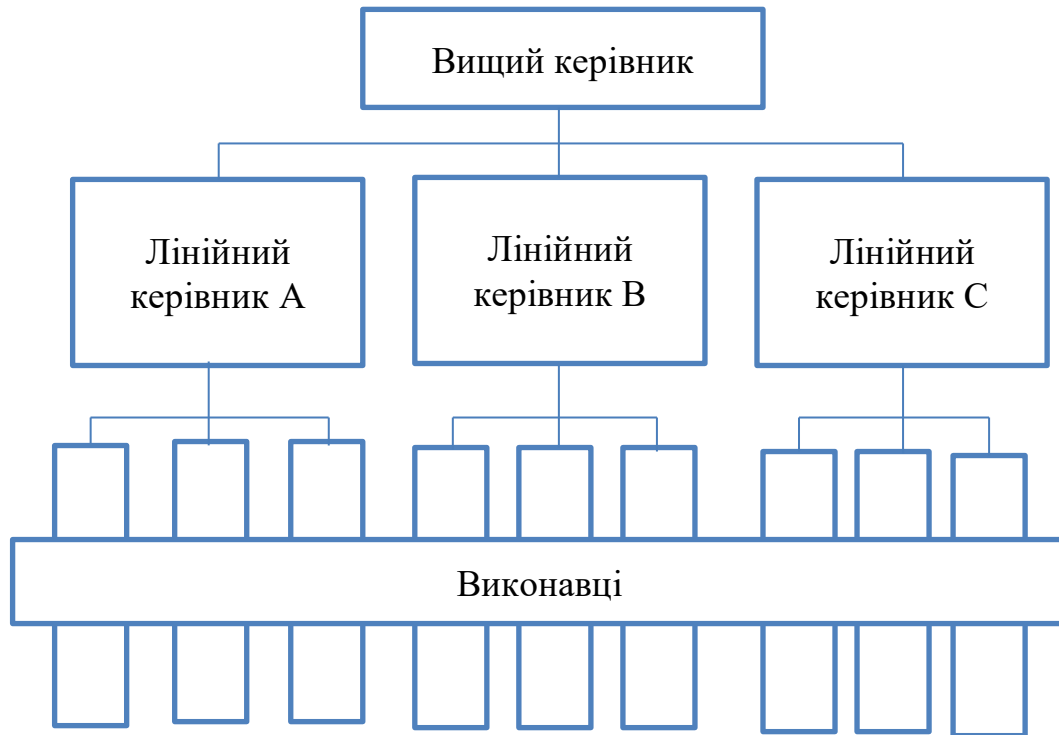 Вищий керівник
Лінійний
керівник А
Лінійний
керівник В
Лінійний
керівник С
Виконавці